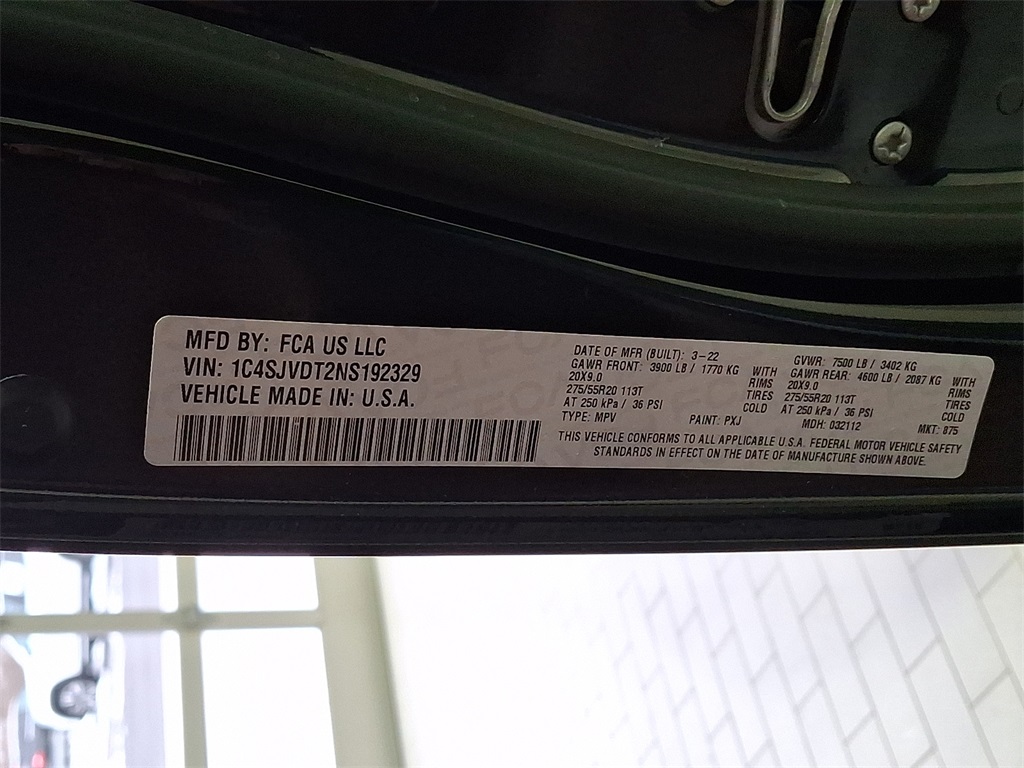 MFD BY: FCA US LLC
VIN: 1C4SJVDT2NS192329
VEHICLE MADE IN: U.S.A.
DATE OF MFR (BUILT): 3-22
GAWR FRONT: 3900 LB / 1770 KG WITH
20X9.0 RIMS
275/55R20 113T TIRES
AT 250 kPa / 36 PSI COLD
TYPE: MPV PAINT: PXJ
GVWR: 7500 LB / 3402 KG
GAWR REAR: 4600 LB / 2087 KG WITH
20X9.0 RIMS
275/55R20 113T TIRES
AT 250 kPa / 36 PSI COLD
MDH: 032112 MKT: 875
THIS VEHICLE CONFORMS TO ALL APPLICABLE U.S.A. FEDERAL MOTOR VEHICLE SAFETY
STANDARDS IN EFFECT ON THE DATE OF MANUFACTURE SHOWN ABOVE.